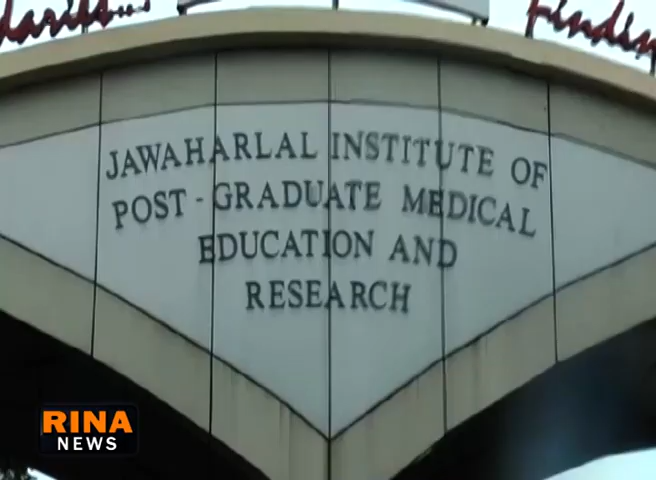 JAWAHARLAL INSTITUTE OF
POST-GRADUATE MEDICAL
EDUCATION AND
RESEARCH
RINA
NEWS